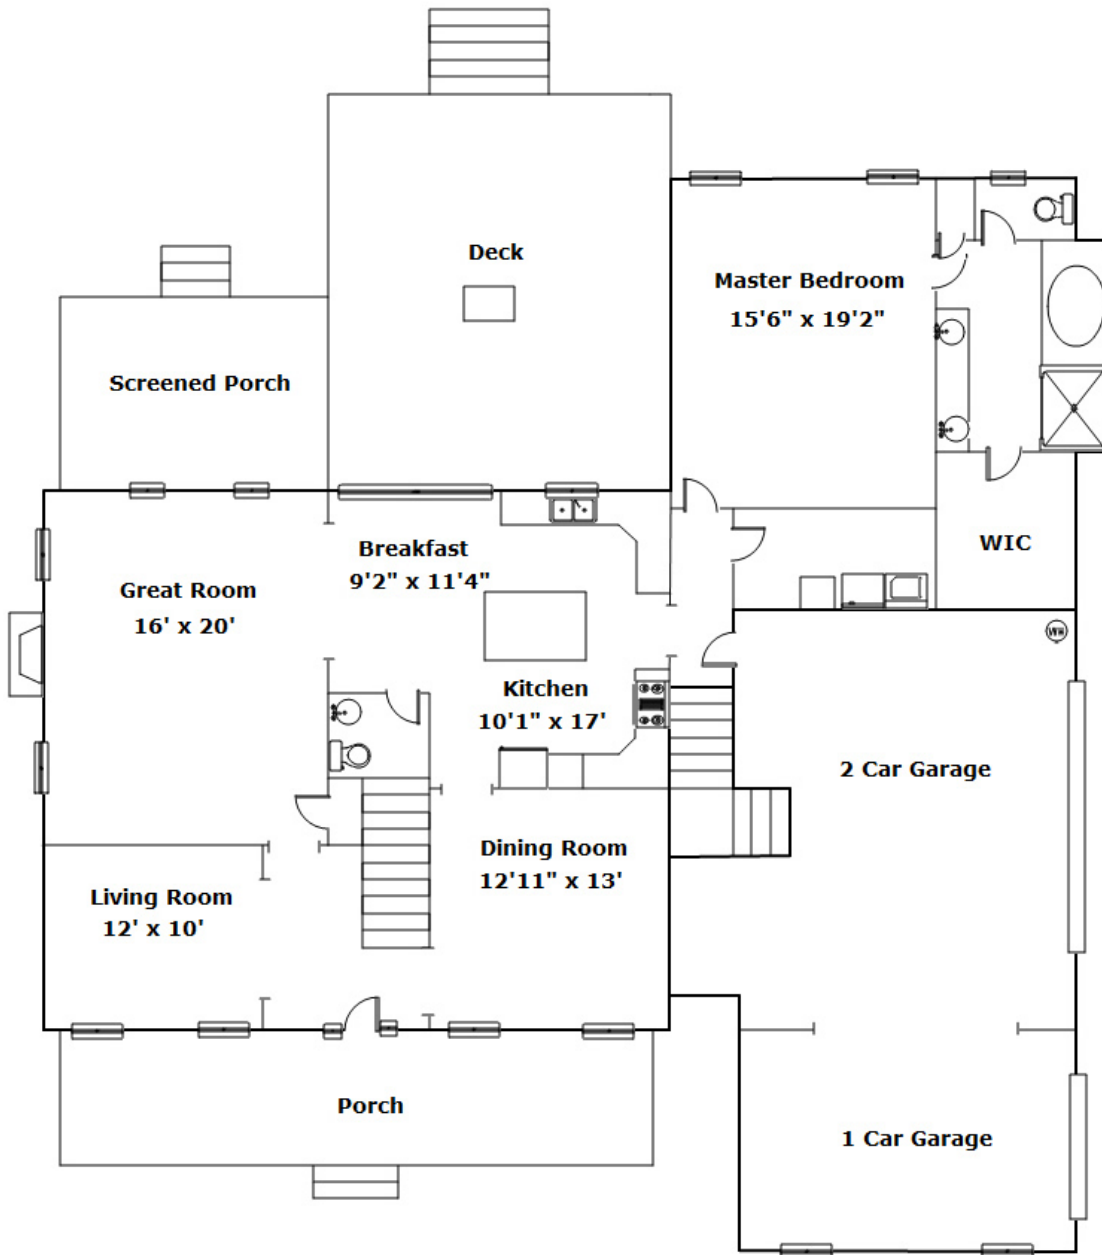 Deck
Master Bedroom
15'6" x 19'2"
Screened Porch
Breakfast
9'2" x 11'4"
WIC
Great Room
16' x 20'
WH
Kitchen
10'1" x 17'
2 Car Garage
Dining Room
12'11" x 13'
Living Room
12' x 10'
Porch
1 Car Garage